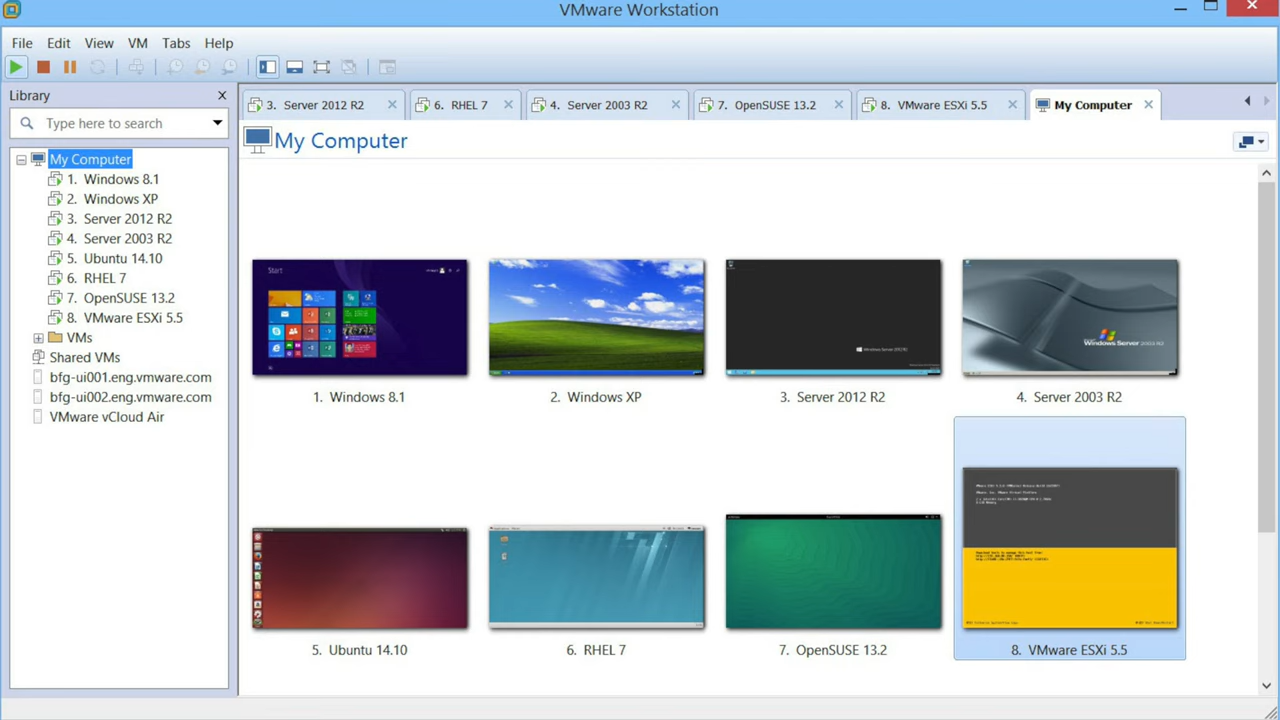 VMware Workstation
File Edit View VM Tabs Help
Library
Type here to search
My Computer
1. Windows 8.1
2. Windows XP
3. Server 2012 R2
4. Server 2003 R2
5. Ubuntu 14.10
6. RHEL 7
7. OpenSUSE 13.2
8. VMware ESXi 5.5
VMs
Shared VMs
bfg-ui001.eng.vmware.com
bfg-ui002.eng.vmware.com
VMware vCloud Air
3. Server 2012 R2 6. RHEL 7 4. Server 2003 R2 7. OpenSUSE 13.2 8. VMware ESXi 5.5 My Computer
My Computer
Start
Windows Server 2003 R2
1. Windows 8.1 2. Windows XP 3. Server 2012 R2 4. Server 2003 R2
5. Ubuntu 14.10 6. RHEL 7 7. OpenSUSE 13.2 8. VMware ESXi 5.5